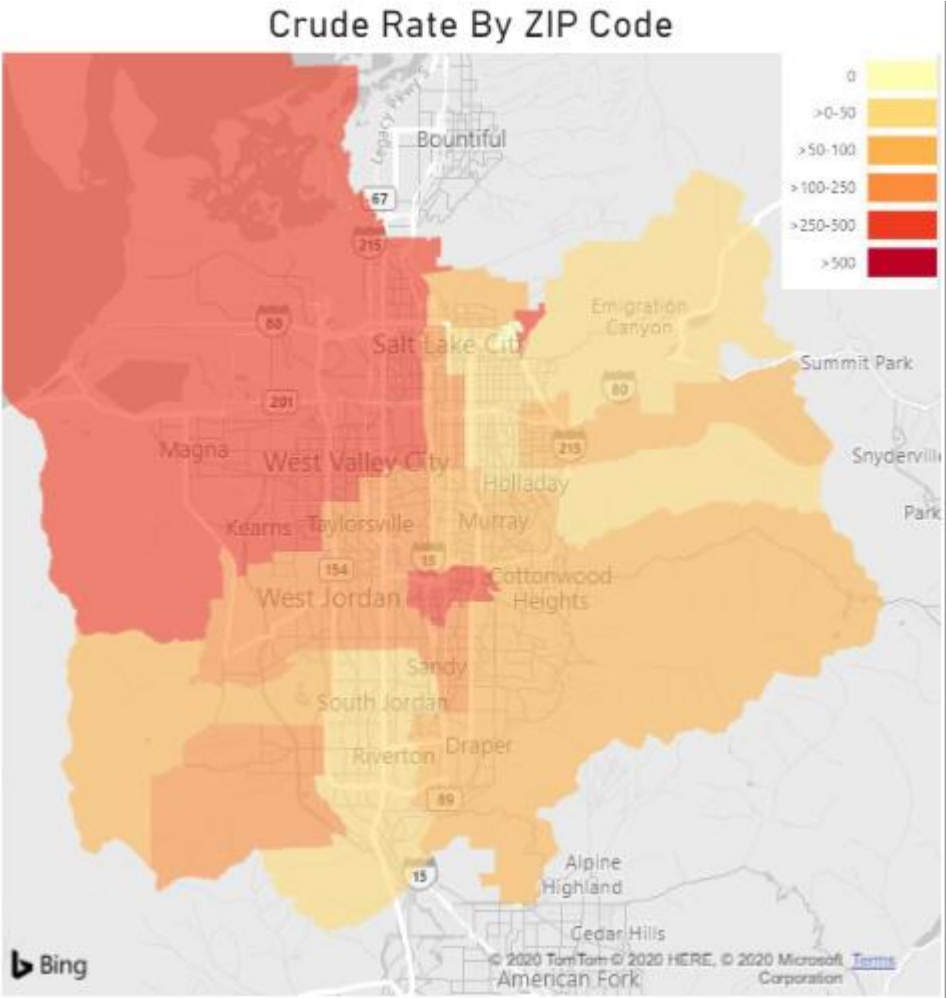 Crude Rate By ZIP Code
0
>0-50
>50-100
>100-250
>250-500
>500
Legacy Pkwy S
Bountiful
67
215
80
Emigration
Canyon
Salt Lake City
Summit Park
80
201
215
Magna
West Valley City
Snyderville
Holladay
Park
Kearns
Taylorsville
Murray
15
154
Cottonwood
Heights
West Jordan
Sandy
South Jordan
Draper
Riverton
89
15
Alpine
Highland
Cedar Hills
Bing
© 2020 TomTom © 2020 HERE, © 2020 Microsoft Terms
Corporation
American Fork